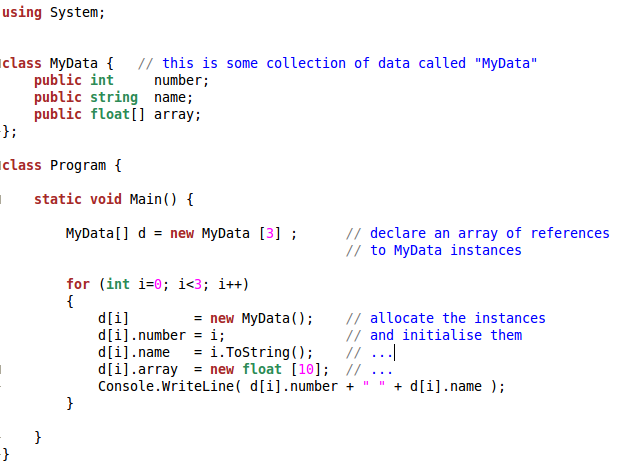 using System;
class MyData {   // this is some collection of data called "MyData"
    public int     number;
    public string  name;
    public float[] array;
};
class Program {
    static void Main() {
        MyData[] d = new MyData [3] ;      // declare an array of references
                                           // to MyData instances
        for (int i=0; i<3; i++)
        {
            d[i]        = new MyData();    // allocate the instances
            d[i].number = i;               // and initialise them
            d[i].name   = i.ToString();    // ...
            d[i].array  = new float [10];  // ...
            Console.WriteLine( d[i].number + " " + d[i].name );
        }
    }
}